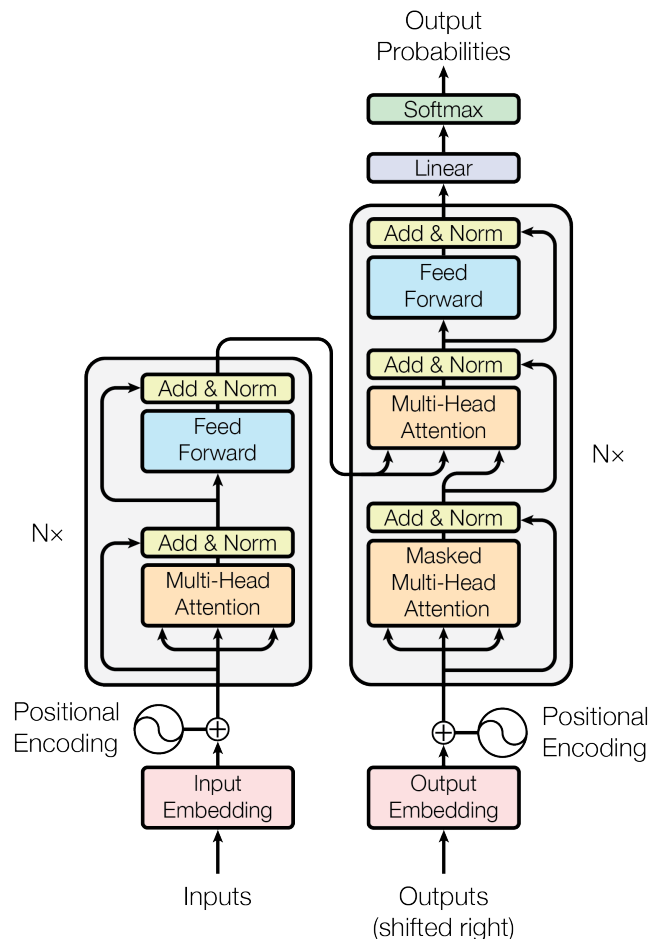 Output
Probabilities
Softmax
Linear
Add & Norm
Feed
Forward
Add & Norm
Multi-Head
Attention
Add & Norm
Masked
Multi-Head
Attention
N×
Add & Norm
Feed
Forward
Add & Norm
Multi-Head
Attention
N×
Positional
Encoding
Positional
Encoding
Input
Embedding
Output
Embedding
Inputs
Outputs
(shifted right)